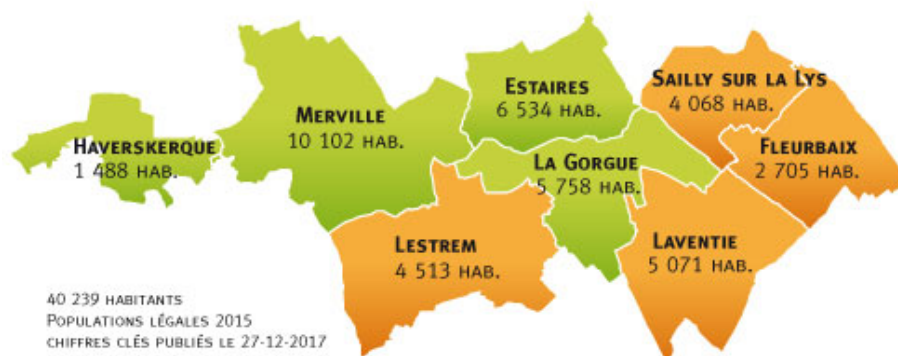 Estaires
6 534 hab.
Sailly sur la Lys
4 068 hab.
Merville
10 102 hab.
Haverskerque
1 488 hab.
La Gorgue
5 758 hab.
Fleurbaix
2 705 hab.
Lestrem
4 513 hab.
Laventie
5 071 hab.
40 239 habitants
Populations légales 2015
chiffres clés publiés le 27-12-2017